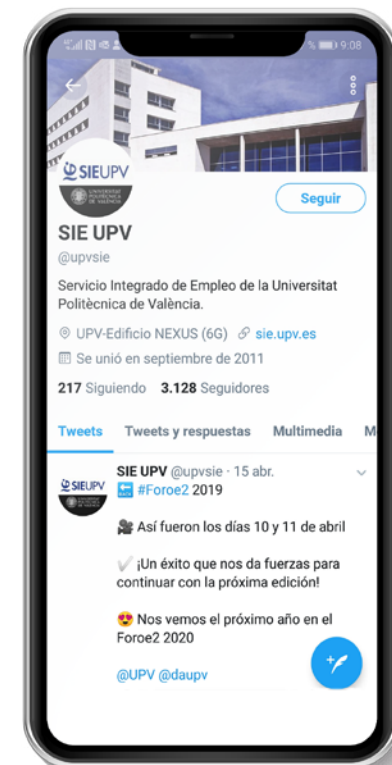 % 9:08
SIEUPV
UNIVERSITAT
POLITÈCNICA
DE VALÈNCIA
Seguir
SIE UPV
@upvsie
Servicio Integrado de Empleo de la Universitat
Politècnica de València.
UPV-Edificio NEXUS (6G) sie.upv.es
Se unió en septiembre de 2011
217 Siguiendo 3.128 Seguidores
Tweets Tweets y respuestas Multimedia M
SIE UPV @upvsie · 15 abr.
SIEUPV
#Foroe2 2019
Así fueron los días 10 y 11 de abril
¡Un éxito que nos da fuerzas para
continuar con la próxima edición!
Nos vemos el próximo año en el
Foroe2 2020
@UPV @daupv